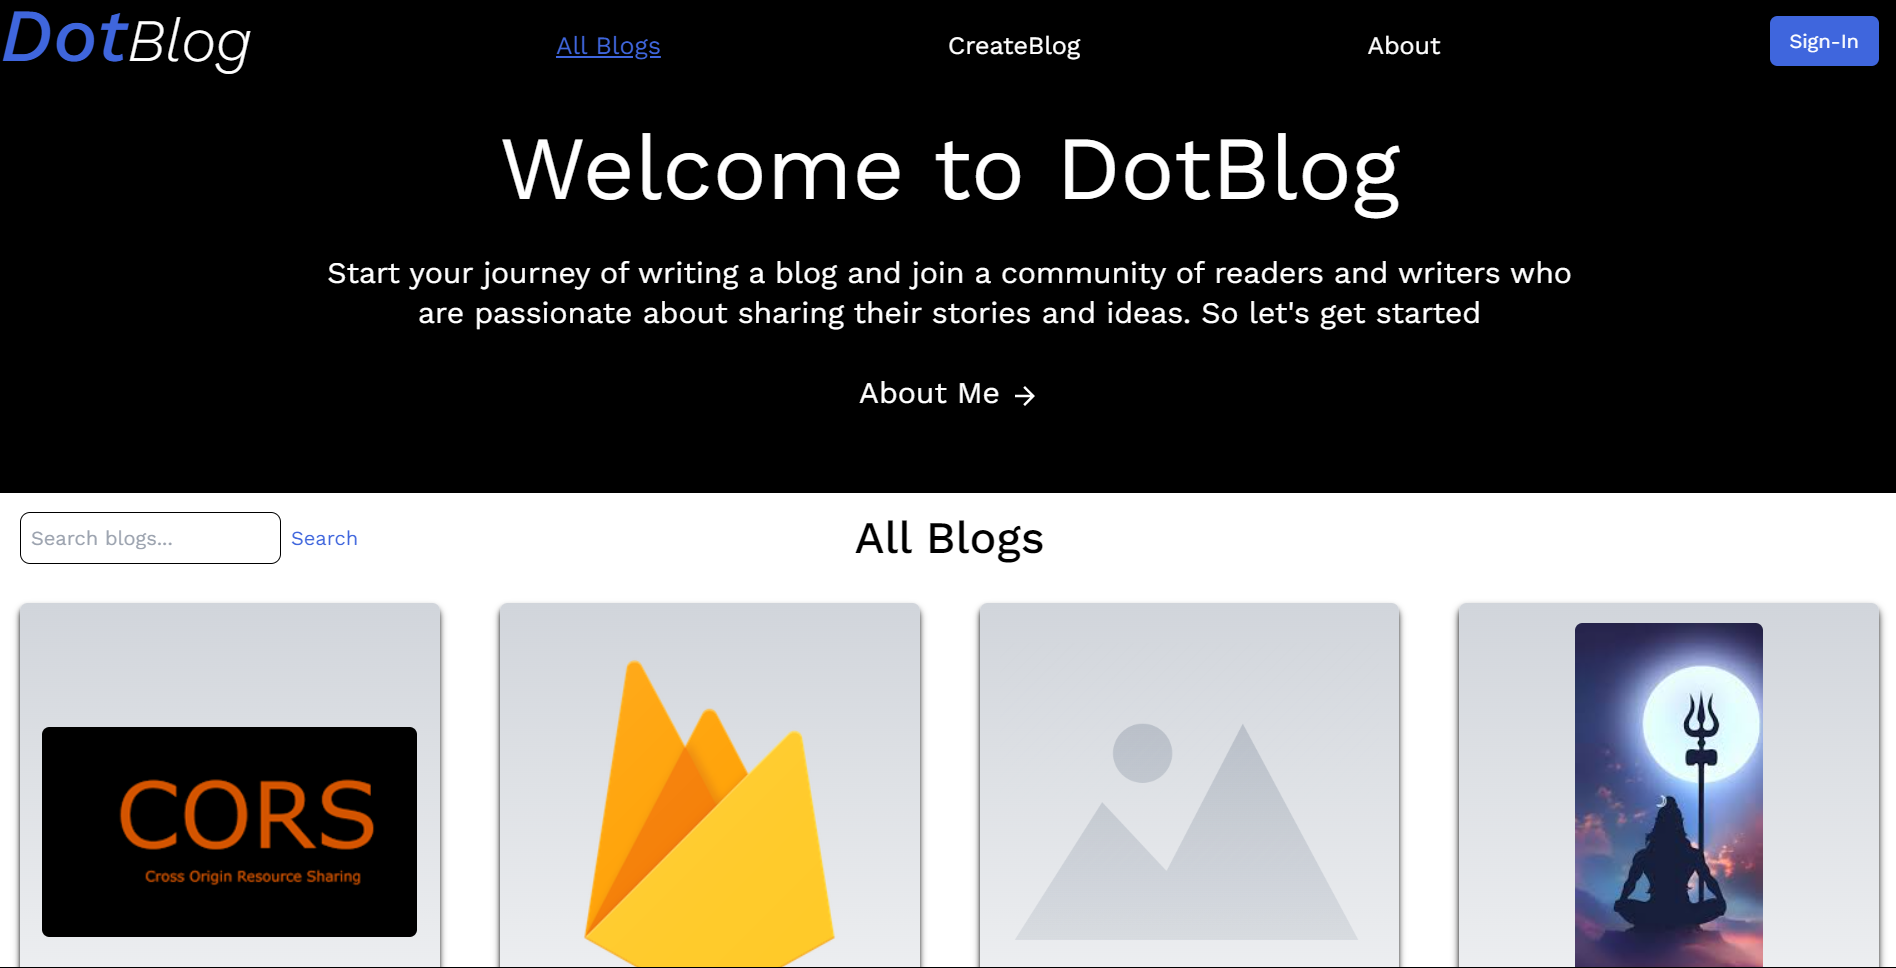 DotBlog
All Blogs
CreateBlog
About
Sign-In
Welcome to DotBlog
Start your journey of writing a blog and join a community of readers and writers who
are passionate about sharing their stories and ideas. So let's get started
About Me →
Search blogs...
Search
All Blogs
CORS
Cross Origin Resource Sharing